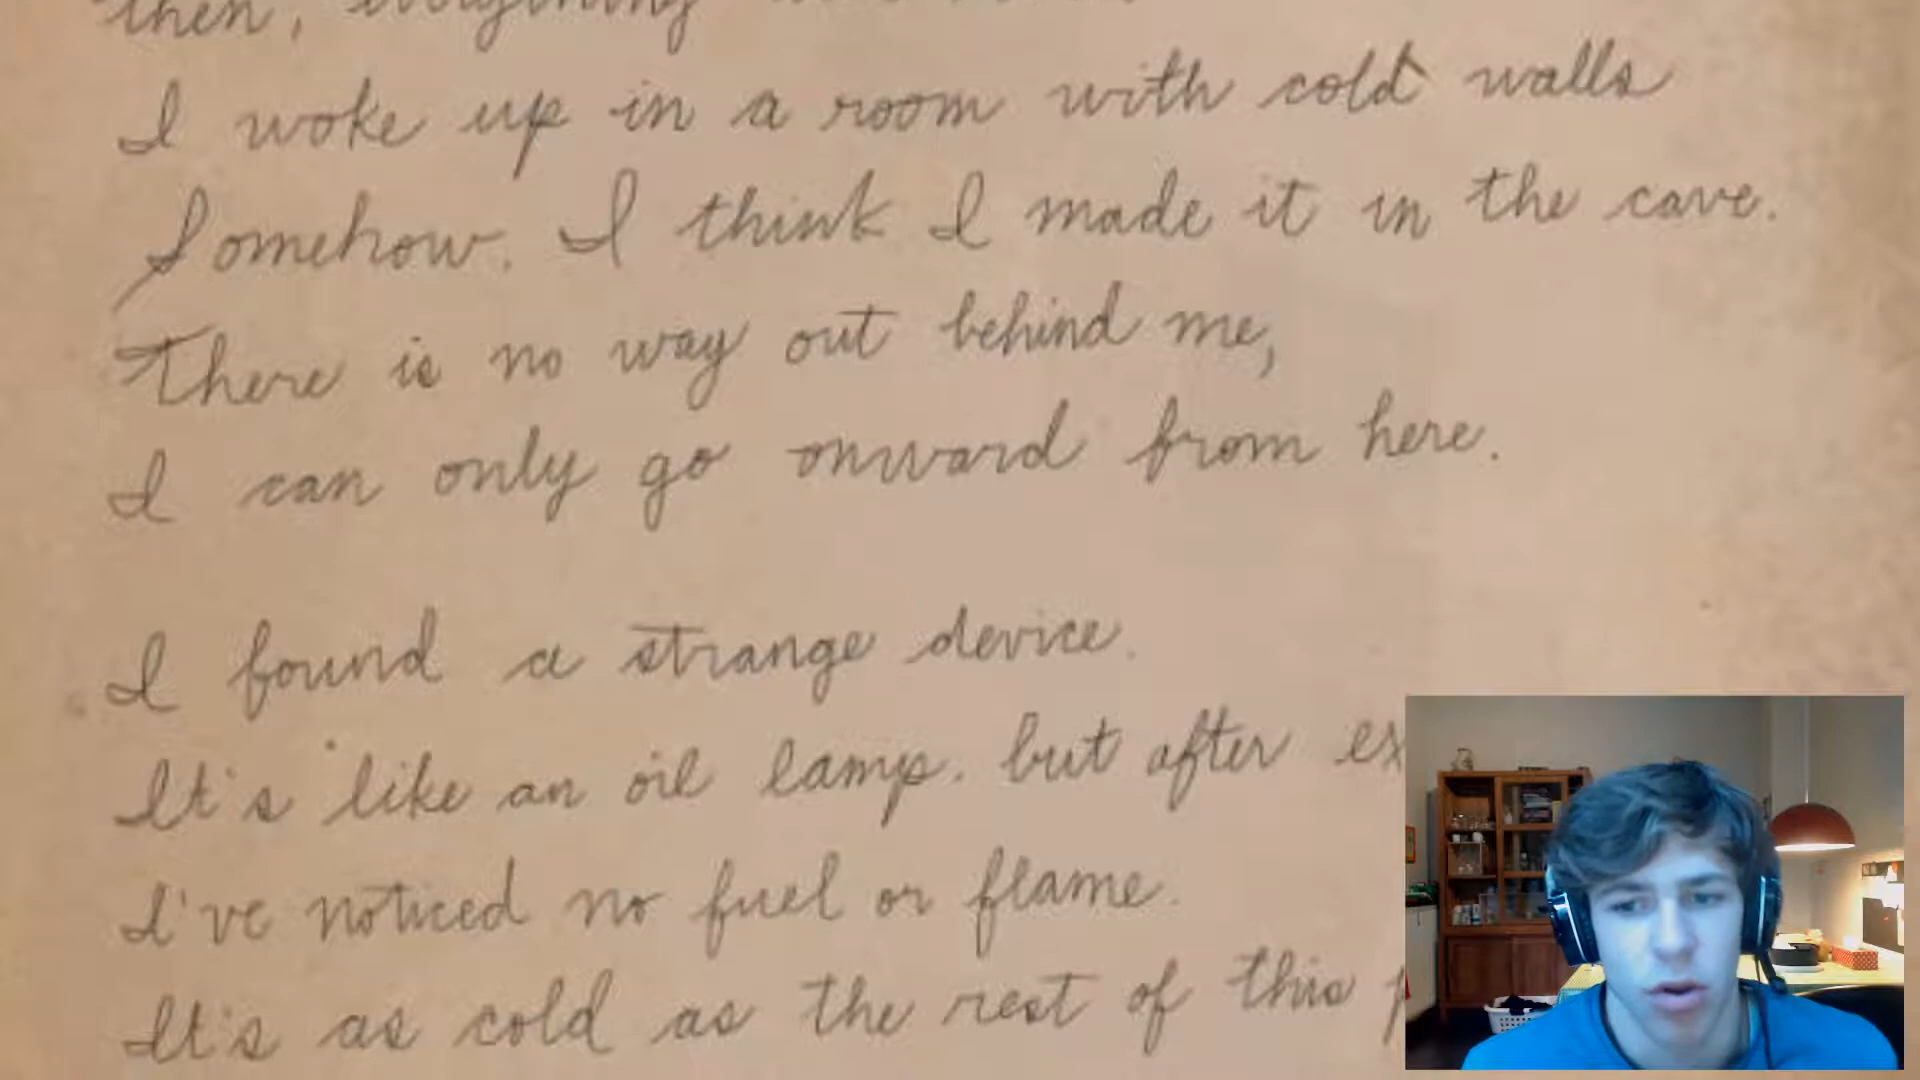 then, everything
I woke up in a room with cold walls
Somehow. I think I made it in the cave.
There is no way out behind me,
I can only go onward from here.
I found a strange device.
It's like an oil lamp. but after
I've noticed no fuel or flame.
It's as cold as the rest of this